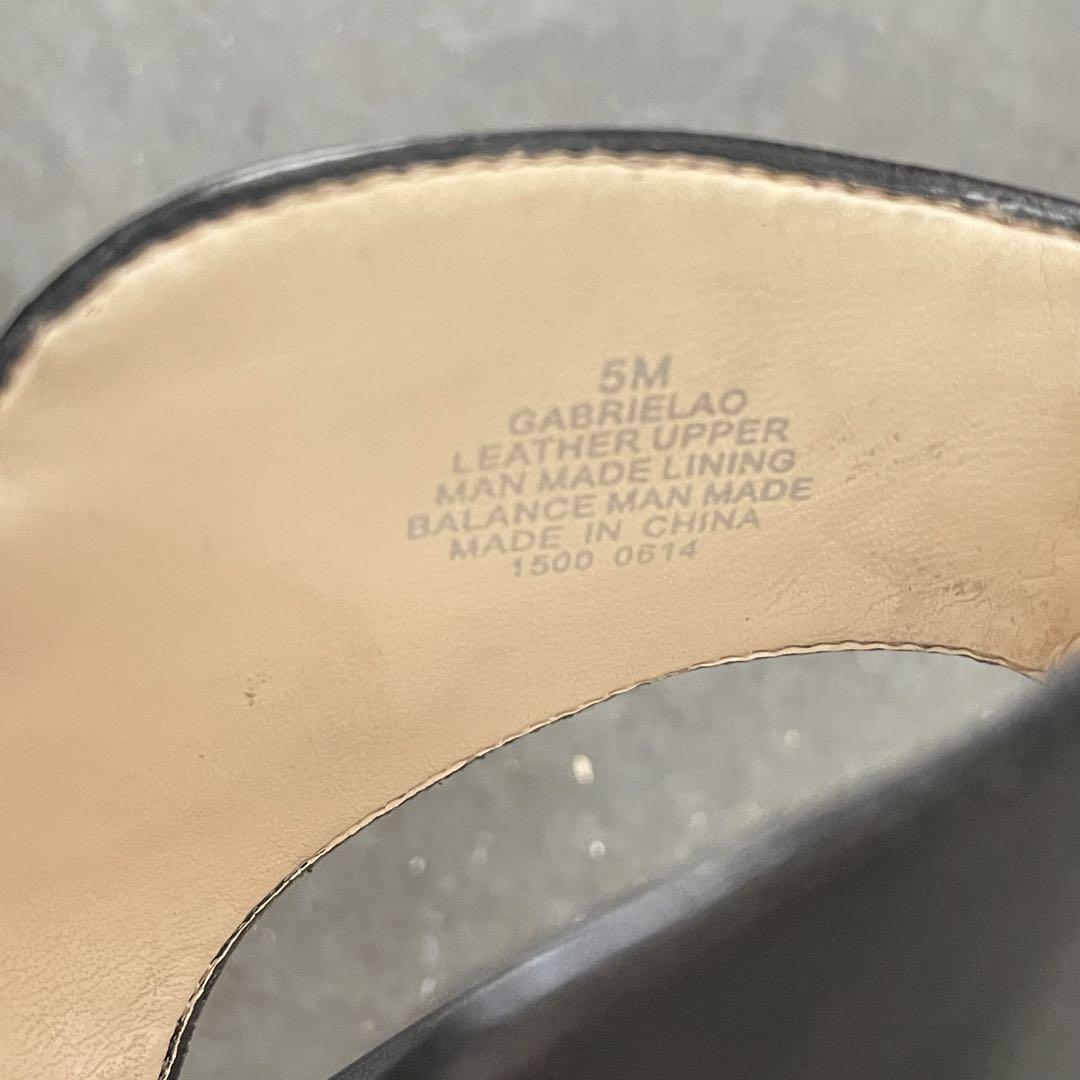 5M
GABRIELAO
LEATHER UPPER
MAN MADE LINING
BALANCE MAN MADE
MADE IN CHINA
1500 0614